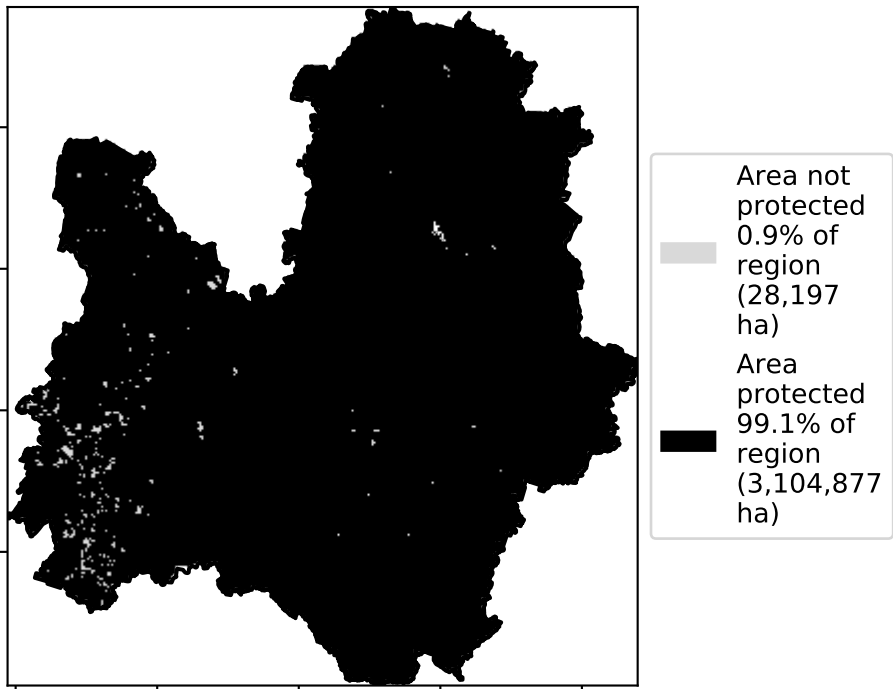 Area not
protected
0.9% of
region
(28,197
ha)
Area
protected
99.1% of
region
(3,104,877
ha)